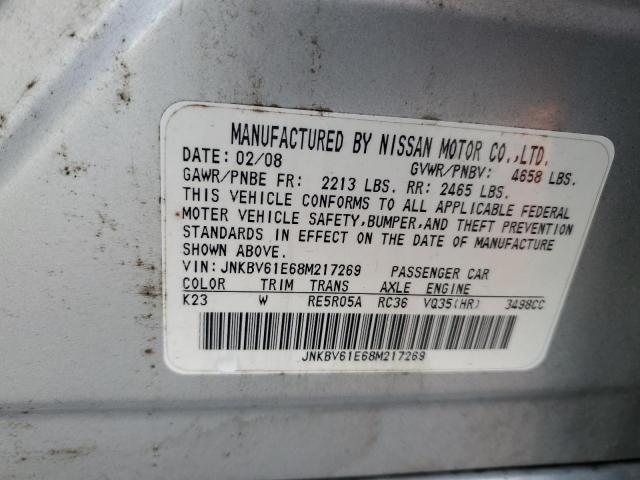 MANUFACTURED BY NISSAN MOTOR CO.,LTD.
DATE: 02/08 GVWR/PNBV: 4658 LBS.
GAWR/PNBE FR: 2213 LBS. RR: 2465 LBS.
THIS VEHICLE CONFORMS TO ALL APPLICABLE FEDERAL
MOTER VEHICLE SAFETY,BUMPER,AND THEFT PREVENTION
STANDARDS IN EFFECT ON THE DATE OF MANUFACTURE
SHOWN ABOVE.
VIN: JNKBV61E68M217269 PASSENGER CAR
COLOR TRIM TRANS AXLE ENGINE
K23 W RE5R05A RC36 VQ35(HR) 3498CC
JNKBV61E68M217269